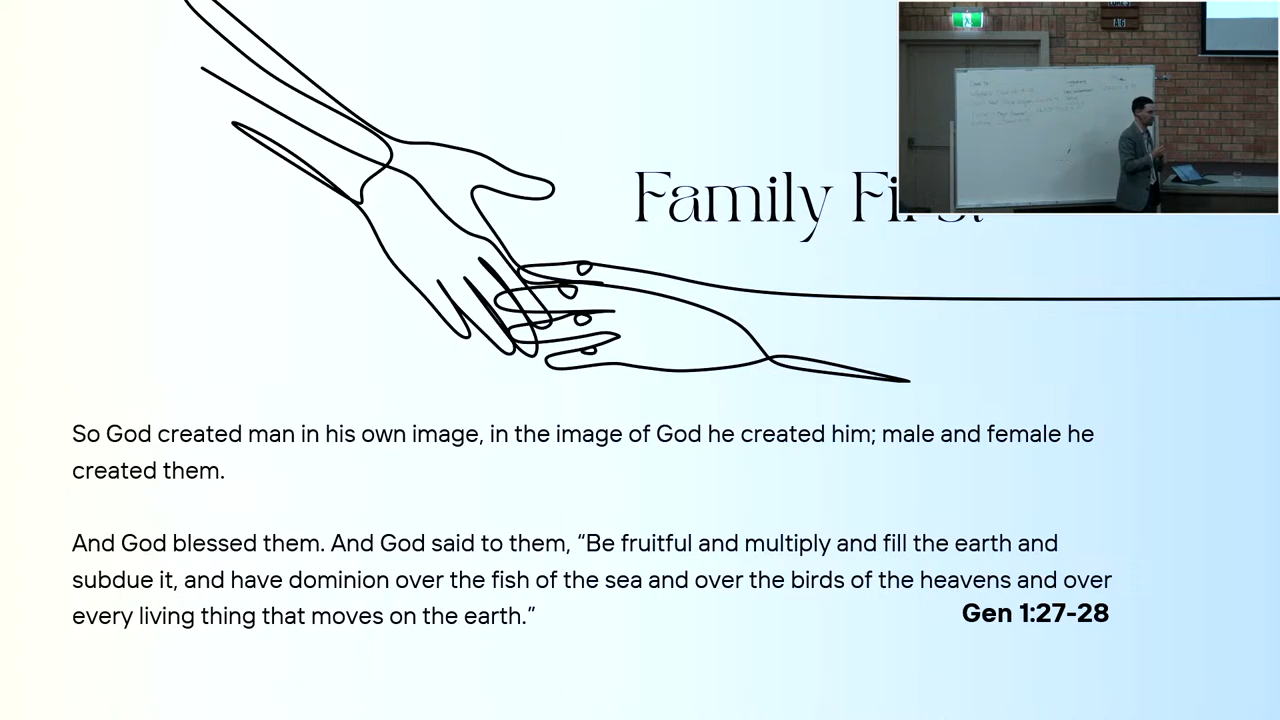 Family First
So God created man in his own image, in the image of God he created him; male and female he
created them.
And God blessed them. And God said to them, “Be fruitful and multiply and fill the earth and
subdue it, and have dominion over the fish of the sea and over the birds of the heavens and over
every living thing that moves on the earth.”
Gen 1:27-28